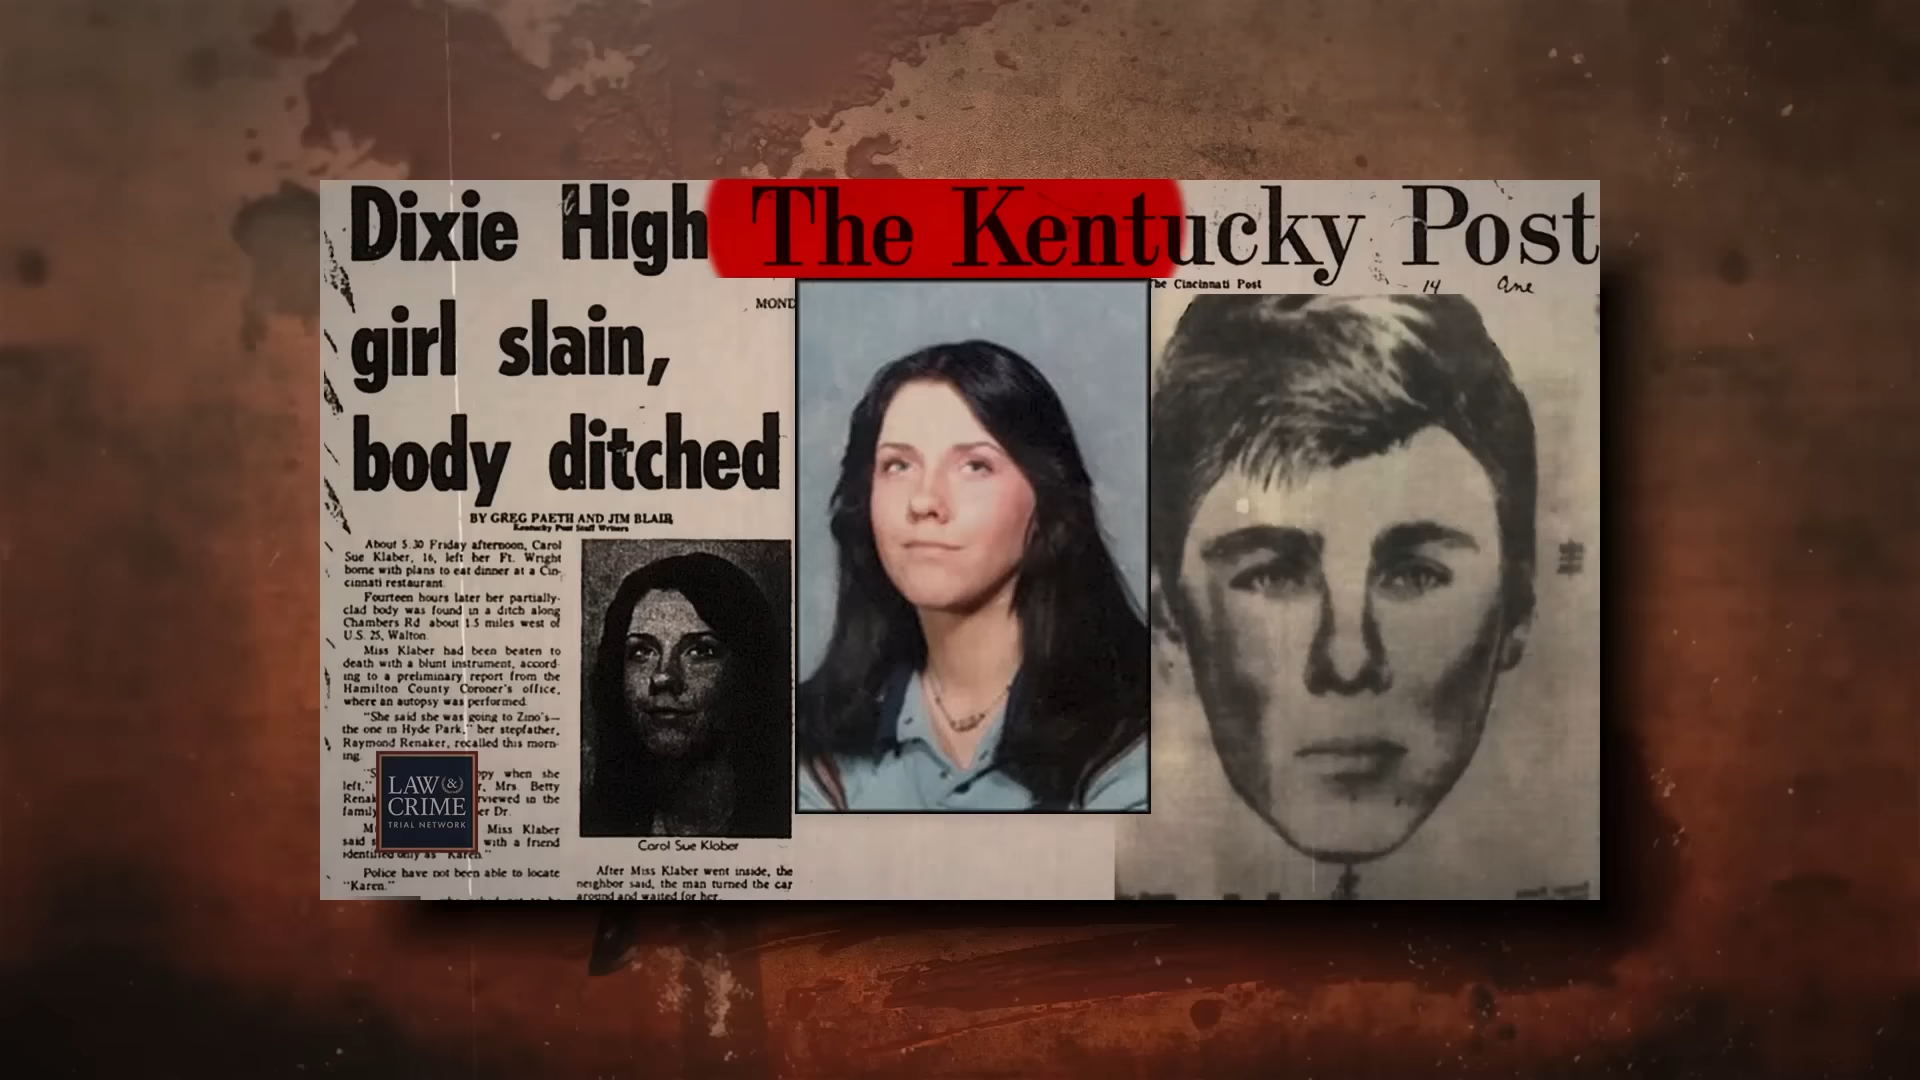 Dixie High
girl slain,
body ditched
The Kentucky Post
The Cincinnati Post
14 ane
MOND
BY GREG PAETH AND JIM BLAIR
Kentucky Post Staff Writers
About 5.30 Friday afternoon, Carol
Sue Klaber, 16, left her Ft. Wright
home with plans to eat dinner at a Cin-
cinnati restaurant.
Fourteen hours later her partially-
clad body was found in a ditch along
Chambers Rd about 1.5 miles west of
U.S. 25, Walton.
Miss Klaber had been beaten to
death with a blunt instrument, accord-
ing to a preliminary report from the
Hamilton County Coroner's office,
where an autopsy was performed.
"She said she was going to Zino's—
the one in Hyde Park," her stepfather,
Raymond Renaker, recalled this morn-
ing.
"S ppy when she
left," r, Mrs. Betty
Renak rviewed in the
family er Dr.
M Miss Klaber
said s with a friend
identified only as "Karen."
Police have not been able to locate
"Karen."
Carol Sue Klaber
After Miss Klaber went inside, the
neighbor said, the man turned the car
around and waited for her.
LAW &
CRIME
TRIAL NETWORK